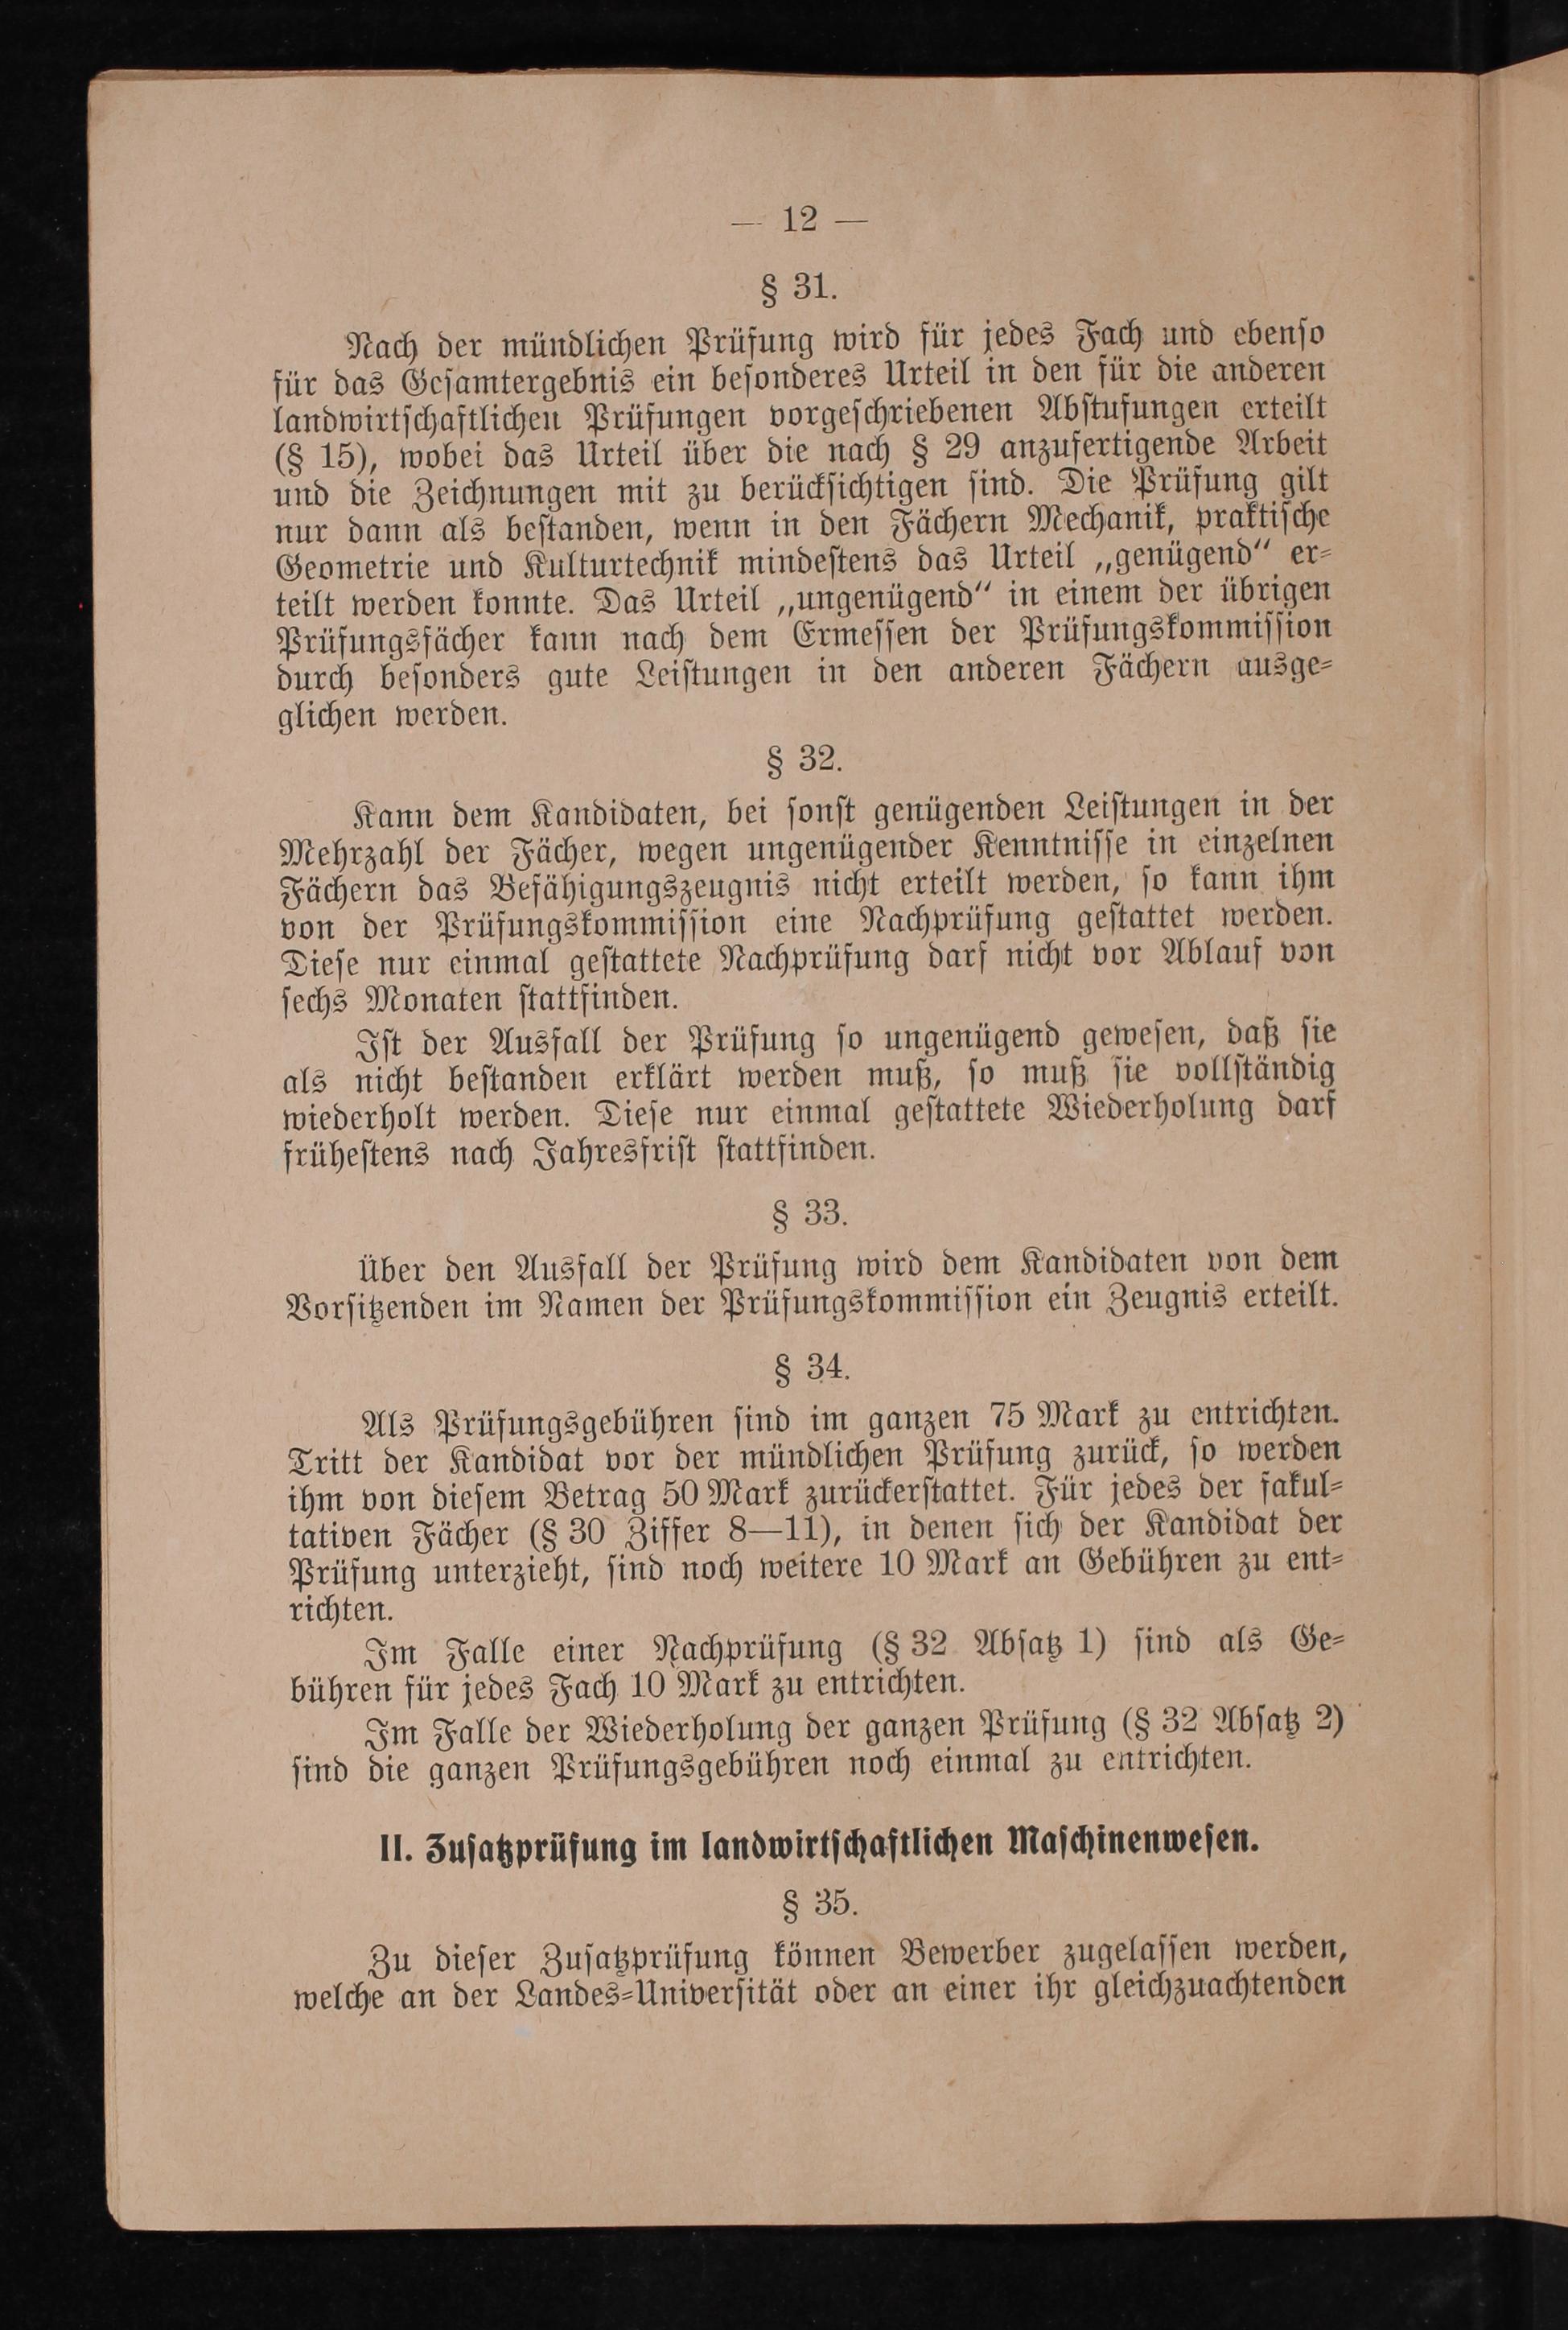 — 12 —
§ 31.
Nach der mündlichen Prüfung wird für jedes Fach und ebenso
für das Gesamtergebnis ein besonderes Urteil in den für die anderen
landwirtschaftlichen Prüfungen vorgeschriebenen Abstufungen erteilt
(§ 15), wobei das Urteil über die nach § 29 anzufertigende Arbeit
und die Zeichnungen mit zu berücksichtigen sind. Die Prüfung gilt
nur dann als bestanden, wenn in den Fächern Mechanik, praktische
Geometrie und Kulturtechnik mindestens das Urteil „genügend“ er-
teilt werden konnte. Das Urteil „ungenügend“ in einem der übrigen
Prüfungsfächer kann nach dem Ermessen der Prüfungskommission
durch besonders gute Leistungen in den anderen Fächern ausge-
glichen werden.
§ 32.
Kann dem Kandidaten, bei sonst genügenden Leistungen in der
Mehrzahl der Fächer, wegen ungenügender Kenntnisse in einzelnen
Fächern das Befähigungszeugnis nicht erteilt werden, so kann ihm
von der Prüfungskommission eine Nachprüfung gestattet werden.
Diese nur einmal gestattete Nachprüfung darf nicht vor Ablauf von
sechs Monaten stattfinden.
Ist der Ausfall der Prüfung so ungenügend gewesen, daß sie
als nicht bestanden erklärt werden muß, so muß sie vollständig
wiederholt werden. Diese nur einmal gestattete Wiederholung darf
frühestens nach Jahresfrist stattfinden.
§ 33.
Über den Ausfall der Prüfung wird dem Kandidaten von dem
Vorsitzenden im Namen der Prüfungskommission ein Zeugnis erteilt.
§ 34.
Als Prüfungsgebühren sind im ganzen 75 Mark zu entrichten.
Tritt der Kandidat vor der mündlichen Prüfung zurück, so werden
ihm von diesem Betrag 50 Mark zurückerstattet. Für jedes der fakul-
tativen Fächer (§ 30 Ziffer 8—11), in denen sich der Kandidat der
Prüfung unterzieht, sind noch weitere 10 Mark an Gebühren zu ent-
richten.
Im Falle einer Nachprüfung (§ 32 Absatz 1) sind als Ge-
bühren für jedes Fach 10 Mark zu entrichten.
Im Falle der Wiederholung der ganzen Prüfung (§ 32 Absatz 2)
sind die ganzen Prüfungsgebühren noch einmal zu entrichten.
II. Zusatzprüfung im landwirtschaftlichen Maschinenwesen.
§ 35.
Zu dieser Zusatzprüfung können Bewerber zugelassen werden,
welche an der Landes-Universität oder an einer ihr gleichzuachtenden